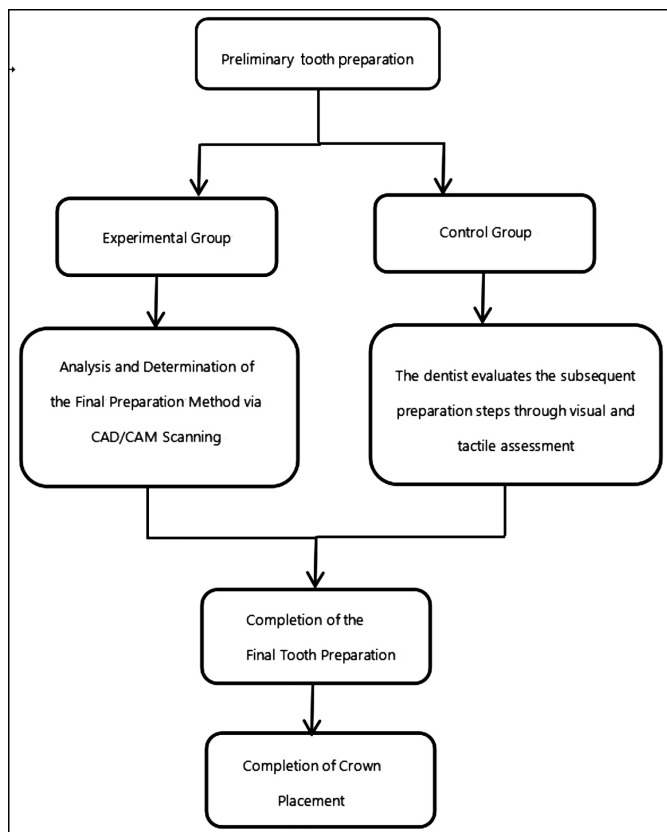 Preliminary tooth preparation
Experimental Group
Control Group
Analysis and Determination of
the Final Preparation Method via
CAD/CAM Scanning
The dentist evaluates the subsequent
preparation steps through visual and
tactile assessment
Completion of the
Final Tooth Preparation
Completion of Crown
Placement